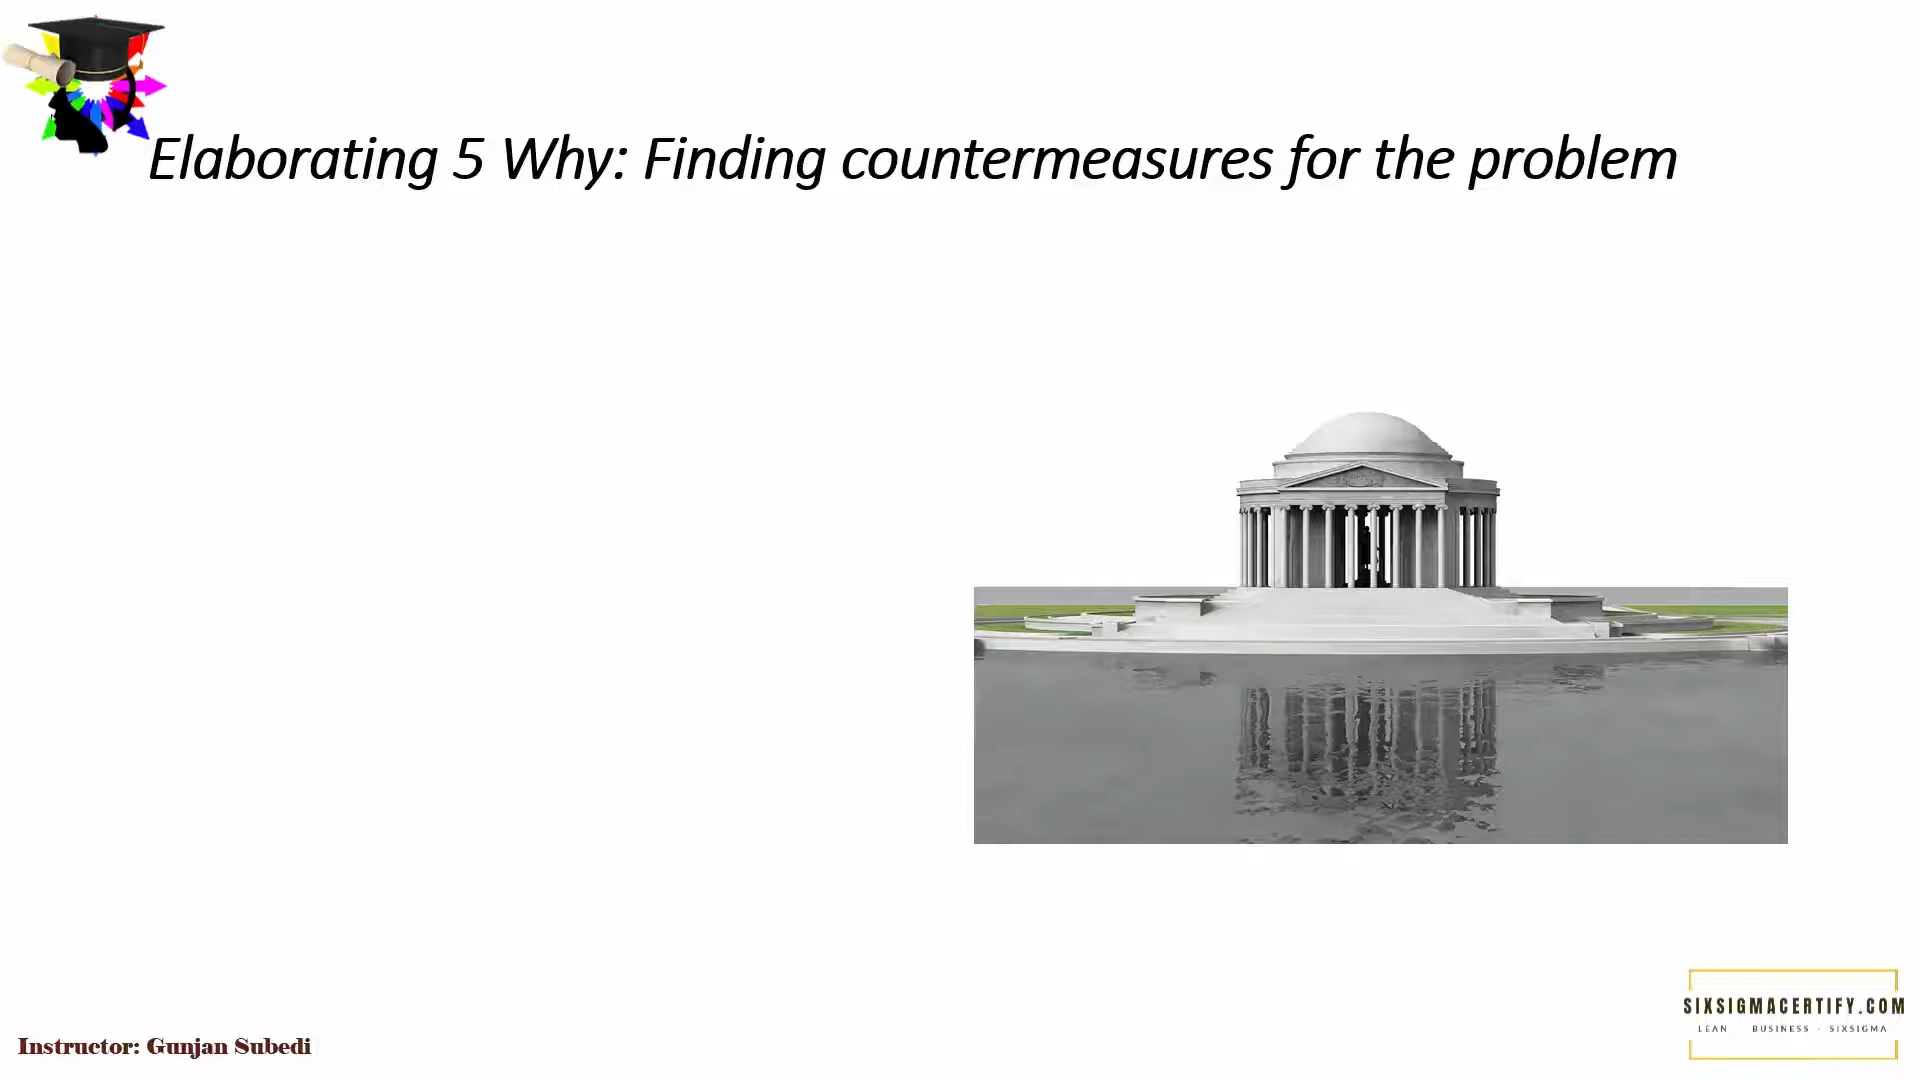 Elaborating 5 Why: Finding countermeasures for the problem
SIXSIGMACERTIFY.COM
LEAN BUSINESS - SIXSIGMA
Instructor: Gunjan Subedi